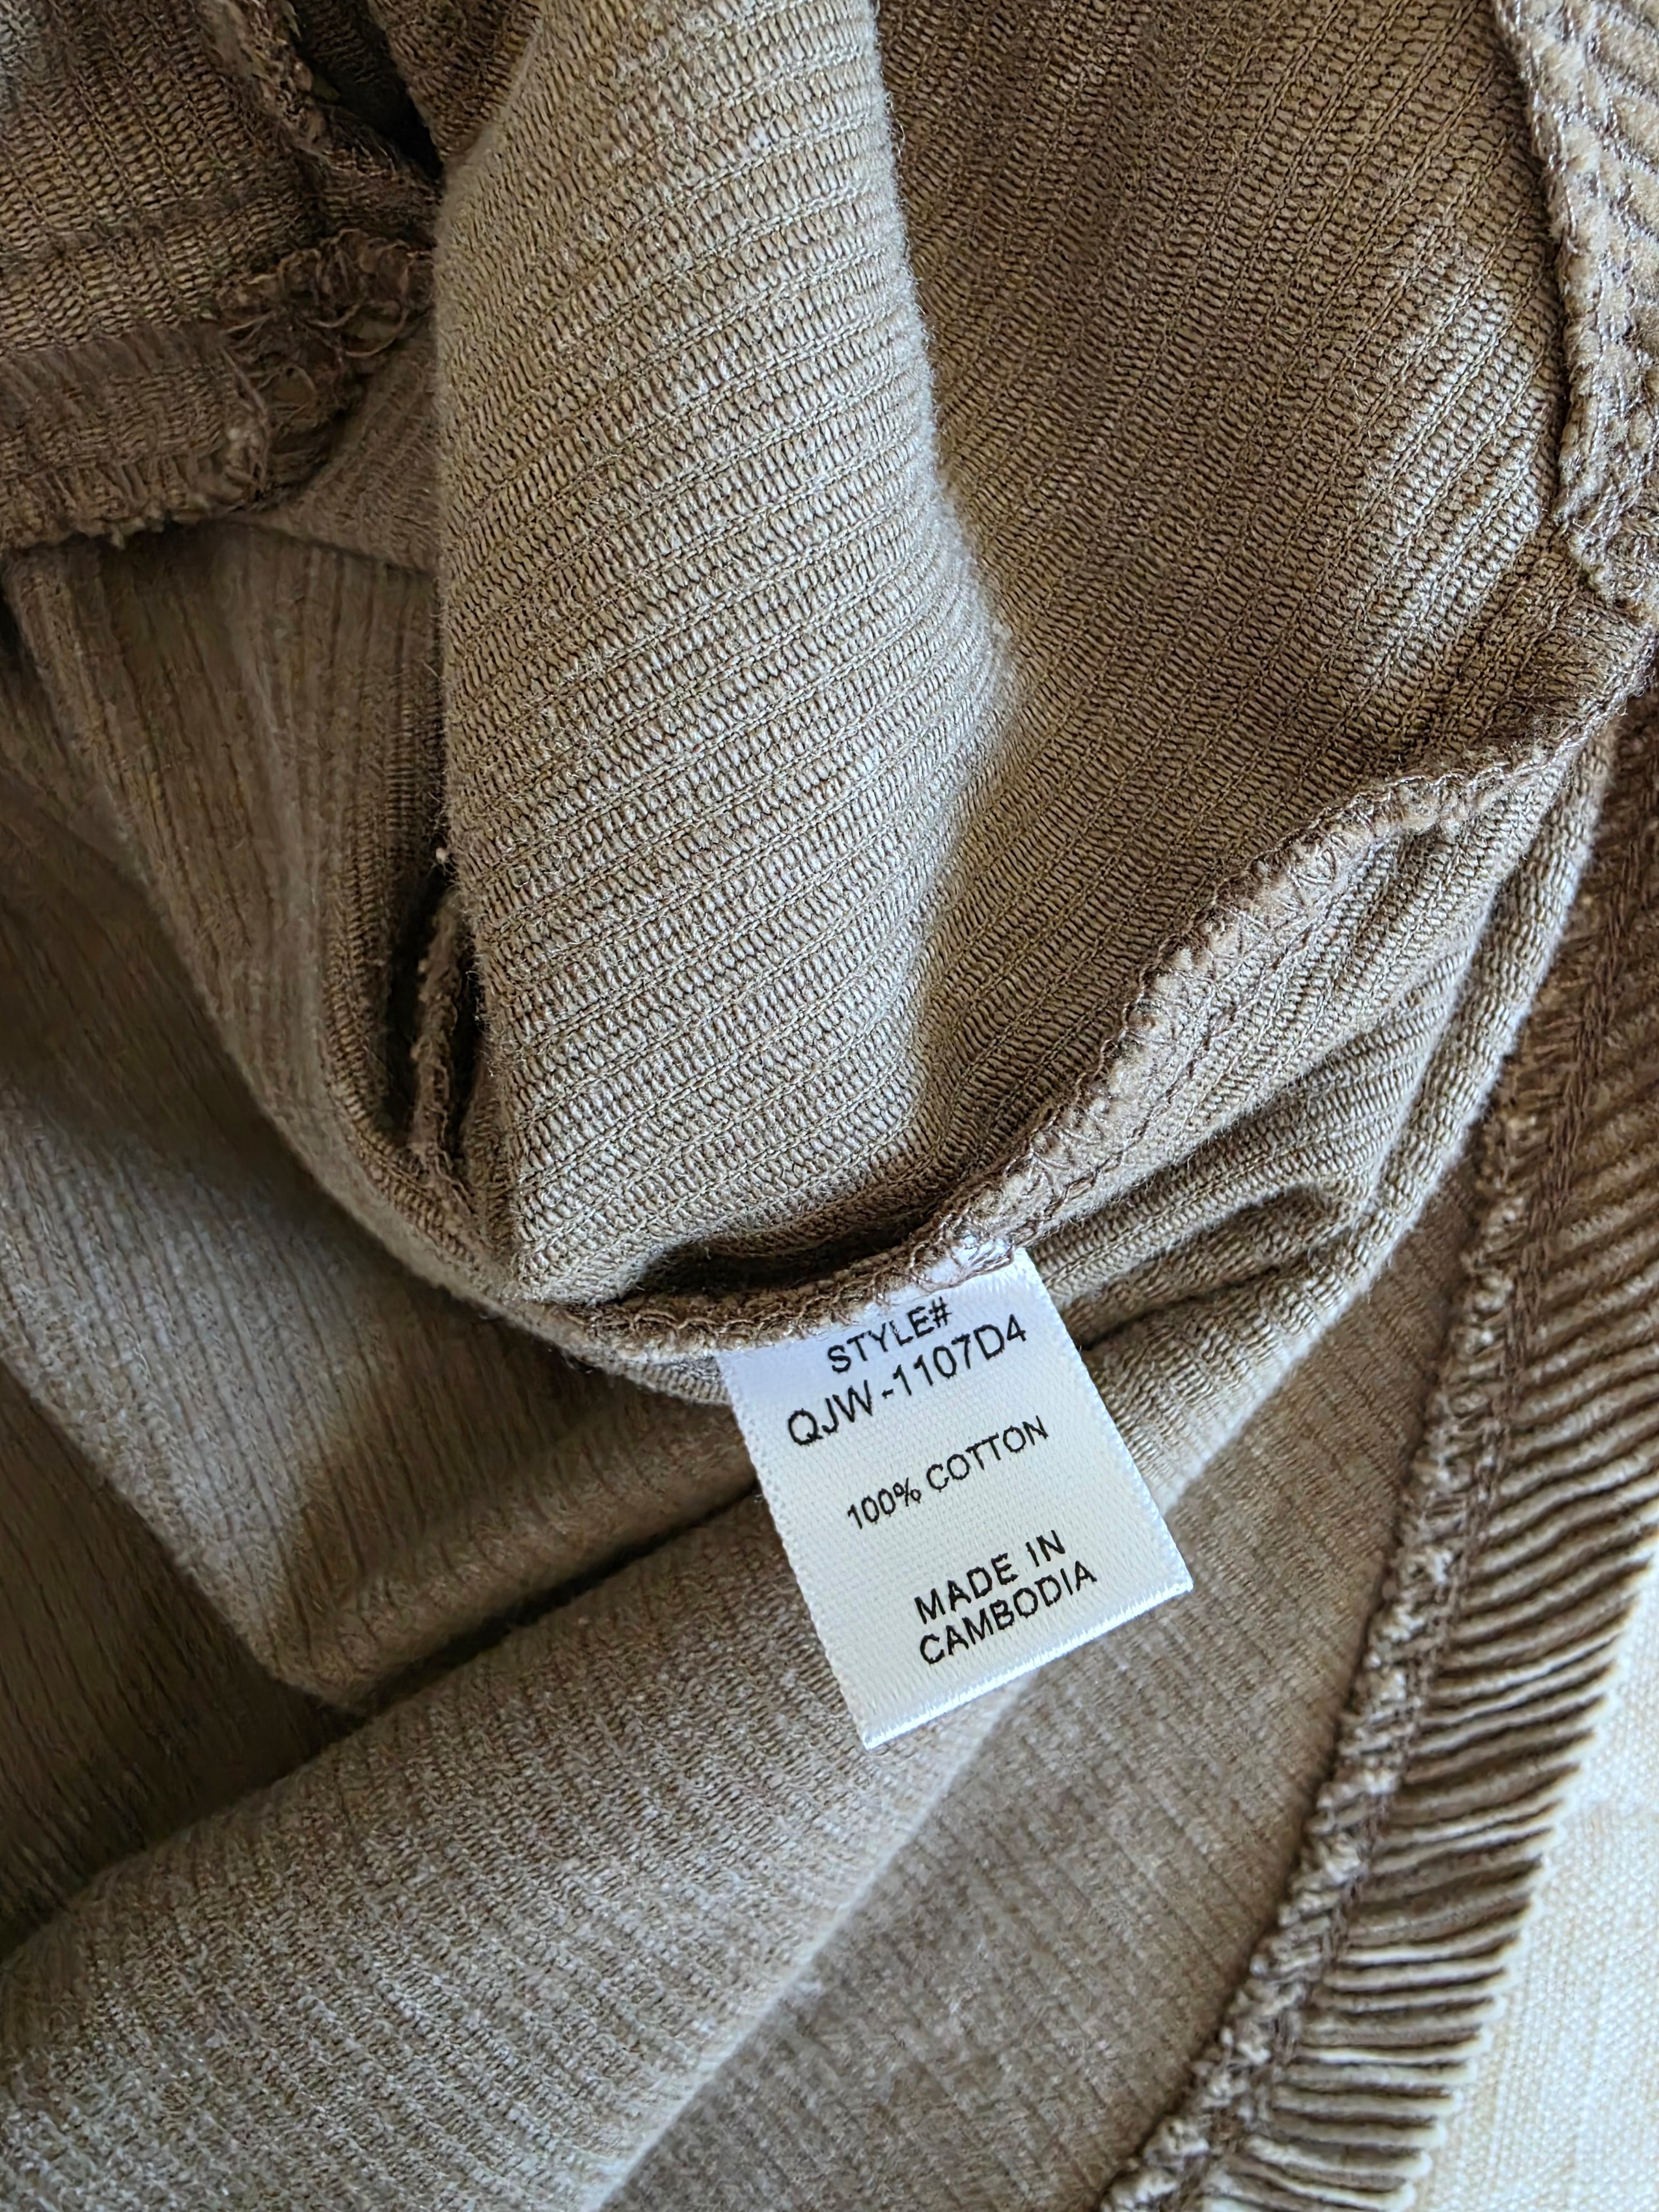 STYLE#
QJW-1107D4
100% COTTON
MADE IN
CAMBODIA